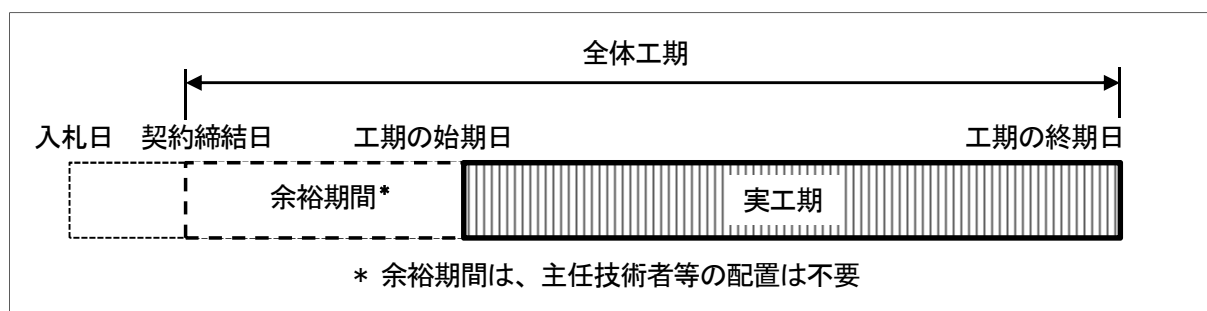 全体工期
入札日 契約締結日 工期の始期日 工期の終期日
余裕期間* 実工期
* 余裕期間は、主任技術者等の配置は不要